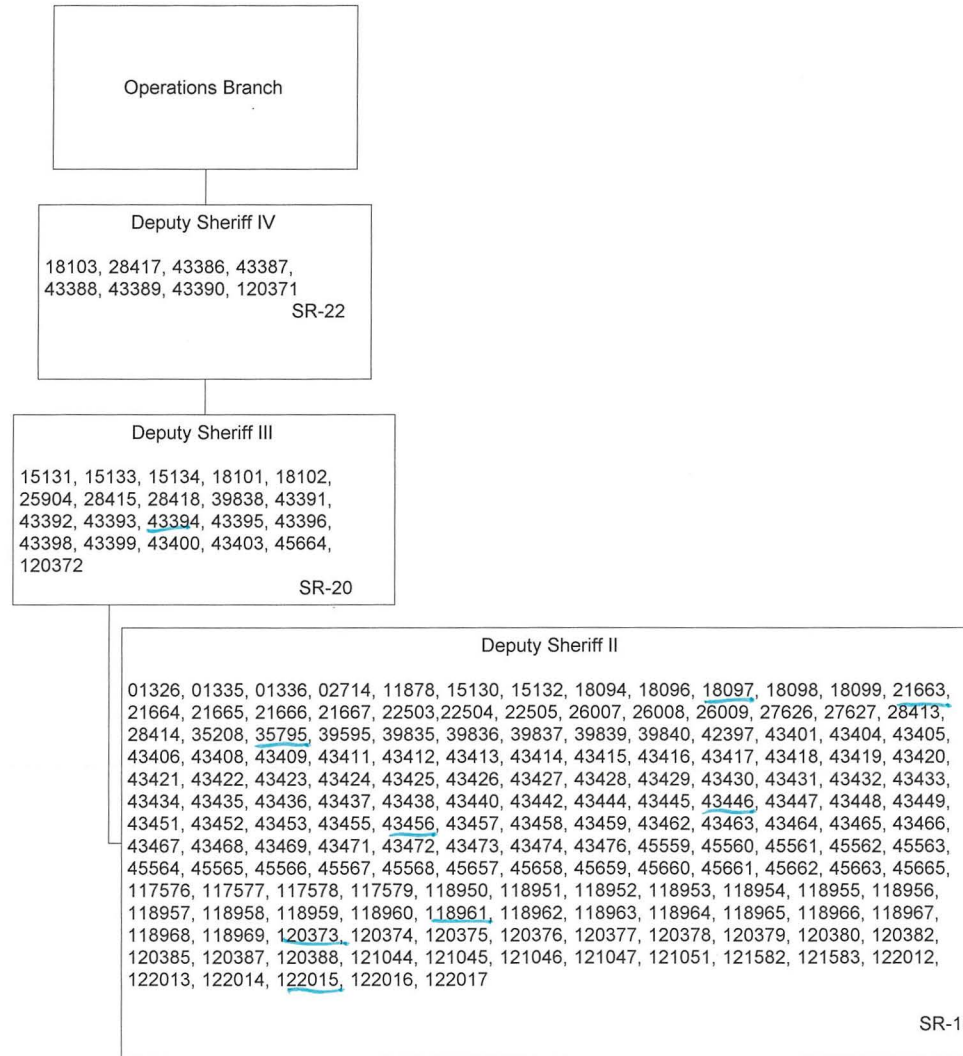 Operations Branch
Deputy Sheriff IV
18103, 28417, 43386, 43387,
43388, 43389, 43390, 120371
SR-22
Deputy Sheriff III
15131, 15133, 15134, 18101, 18102,
25904, 28415, 28418, 39838, 43391,
43392, 43393, 43394, 43395, 43396,
43398, 43399, 43400, 43403, 45664,
120372
SR-20
Deputy Sheriff II
01326, 01335, 01336, 02714, 11878, 15130, 15132, 18094, 18096, 18097, 18098, 18099, 21663,
21664, 21665, 21666, 21667, 22503,22504, 22505, 26007, 26008, 26009, 27626, 27627, 28413,
28414, 35208, 35795, 39595, 39835, 39836, 39837, 39839, 39840, 42397, 43401, 43404, 43405,
43406, 43408, 43409, 43411, 43412, 43413, 43414, 43415, 43416, 43417, 43418, 43419, 43420,
43421, 43422, 43423, 43424, 43425, 43426, 43427, 43428, 43429, 43430, 43431, 43432, 43433,
43434, 43435, 43436, 43437, 43438, 43440, 43442, 43444, 43445, 43446, 43447, 43448, 43449,
43451, 43452, 43453, 43455, 43456, 43457, 43458, 43459, 43462, 43463, 43464, 43465, 43466,
43467, 43468, 43469, 43471, 43472, 43473, 43474, 43476, 45559, 45560, 45561, 45562, 45563,
45564, 45565, 45566, 45567, 45568, 45657, 45658, 45659, 45660, 45661, 45662, 45663, 45665,
117576, 117577, 117578, 117579, 118950, 118951, 118952, 118953, 118954, 118955, 118956,
118957, 118958, 118959, 118960, 118961, 118962, 118963, 118964, 118965, 118966, 118967,
118968, 118969, 120373, 120374, 120375, 120376, 120377, 120378, 120379, 120380, 120382,
120385, 120387, 120388, 121044, 121045, 121046, 121047, 121051, 121582, 121583, 122012,
122013, 122014, 122015, 122016, 122017
SR-1